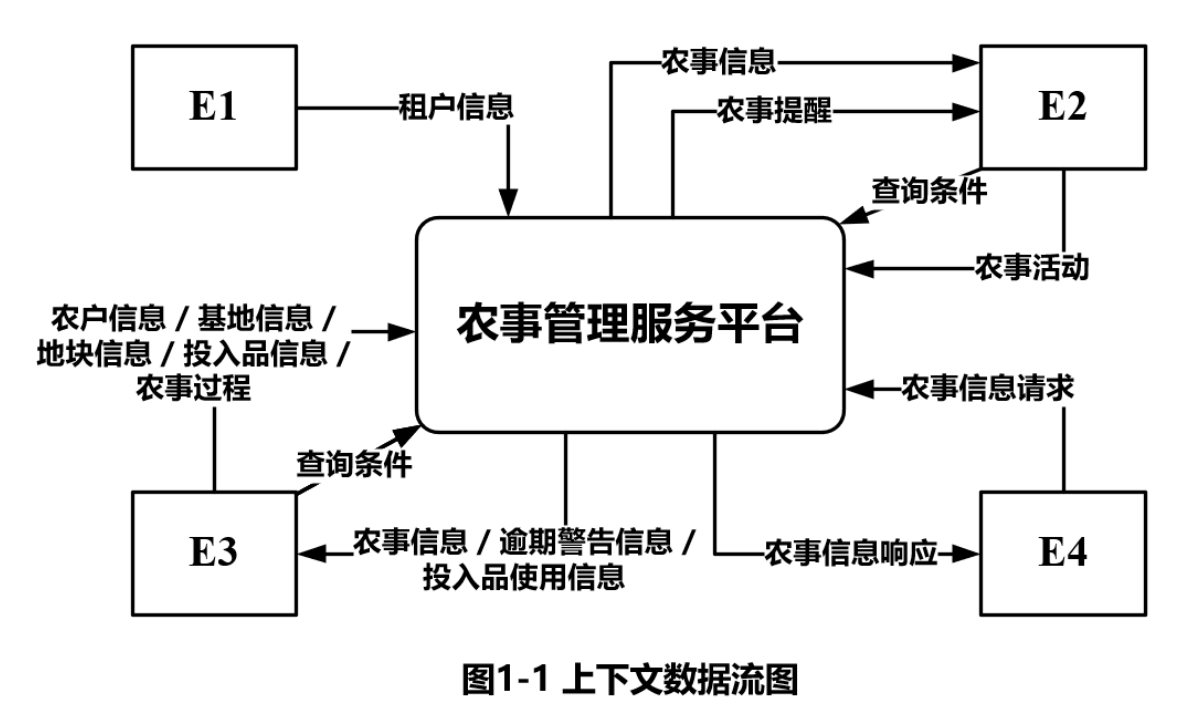 农事信息
E1
E2
租户信息
农事提醒
查询条件
农事活动
农事管理服务平台
农户信息 / 基地信息 /
地块信息 / 投入品信息 /
农事过程
农事信息请求
查询条件
E3
农事信息 / 逾期警告信息 /
投入品使用信息
农事信息响应
E4
图1-1 上下文数据流图